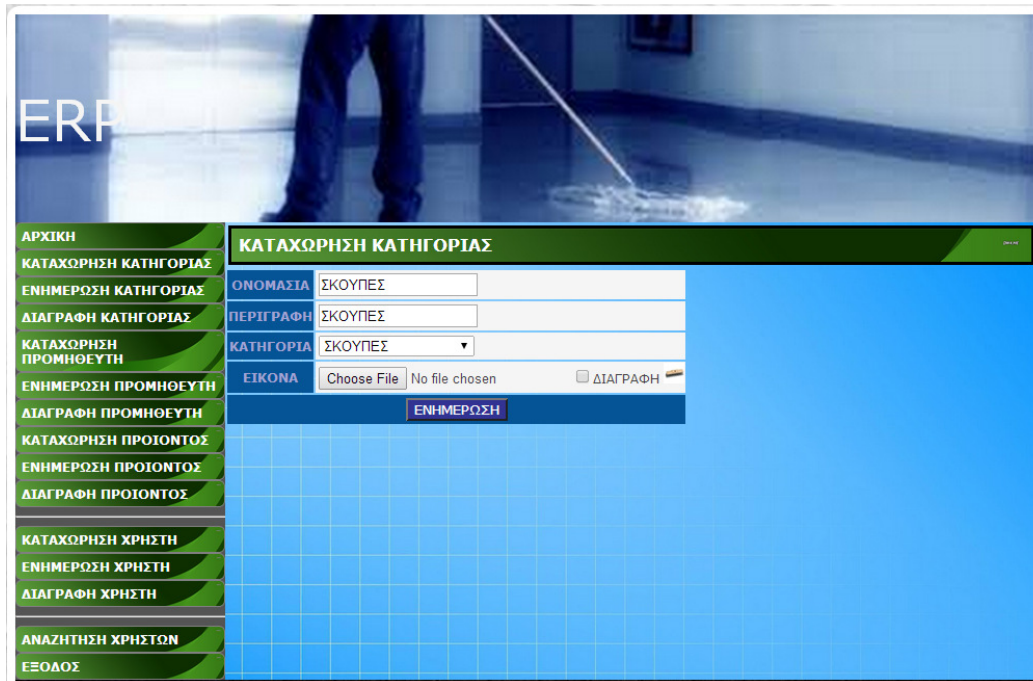 ERP
ΑΡΧΙΚΗ
ΚΑΤΑΧΩΡΗΣΗ ΚΑΤΗΓΟΡΙΑΣ
ΕΝΗΜΕΡΩΣΗ ΚΑΤΗΓΟΡΙΑΣ
ΔΙΑΓΡΑΦΗ ΚΑΤΗΓΟΡΙΑΣ
ΚΑΤΑΧΩΡΗΣΗ
ΠΡΟΜΗΘΕΥΤΗ
ΕΝΗΜΕΡΩΣΗ ΠΡΟΜΗΘΕΥΤΗ
ΔΙΑΓΡΑΦΗ ΠΡΟΜΗΘΕΥΤΗ
ΚΑΤΑΧΩΡΗΣΗ ΠΡΟΙΟΝΤΟΣ
ΕΝΗΜΕΡΩΣΗ ΠΡΟΙΟΝΤΟΣ
ΔΙΑΓΡΑΦΗ ΠΡΟΙΟΝΤΟΣ
ΚΑΤΑΧΩΡΗΣΗ ΧΡΗΣΤΗ
ΕΝΗΜΕΡΩΣΗ ΧΡΗΣΤΗ
ΔΙΑΓΡΑΦΗ ΧΡΗΣΤΗ
ΑΝΑΖΗΤΗΣΗ ΧΡΗΣΤΩΝ
ΕΞΟΔΟΣ
ΚΑΤΑΧΩΡΗΣΗ ΚΑΤΗΓΟΡΙΑΣ
ΟΝΟΜΑΣΙΑ ΣΚΟΥΠΕΣ
ΠΕΡΙΓΡΑΦΗ ΣΚΟΥΠΕΣ
ΚΑΤΗΓΟΡΙΑ ΣΚΟΥΠΕΣ
ΕΙΚΟΝΑ Choose File No file chosen ΔΙΑΓΡΑΦΗ
ΕΝΗΜΕΡΩΣΗ